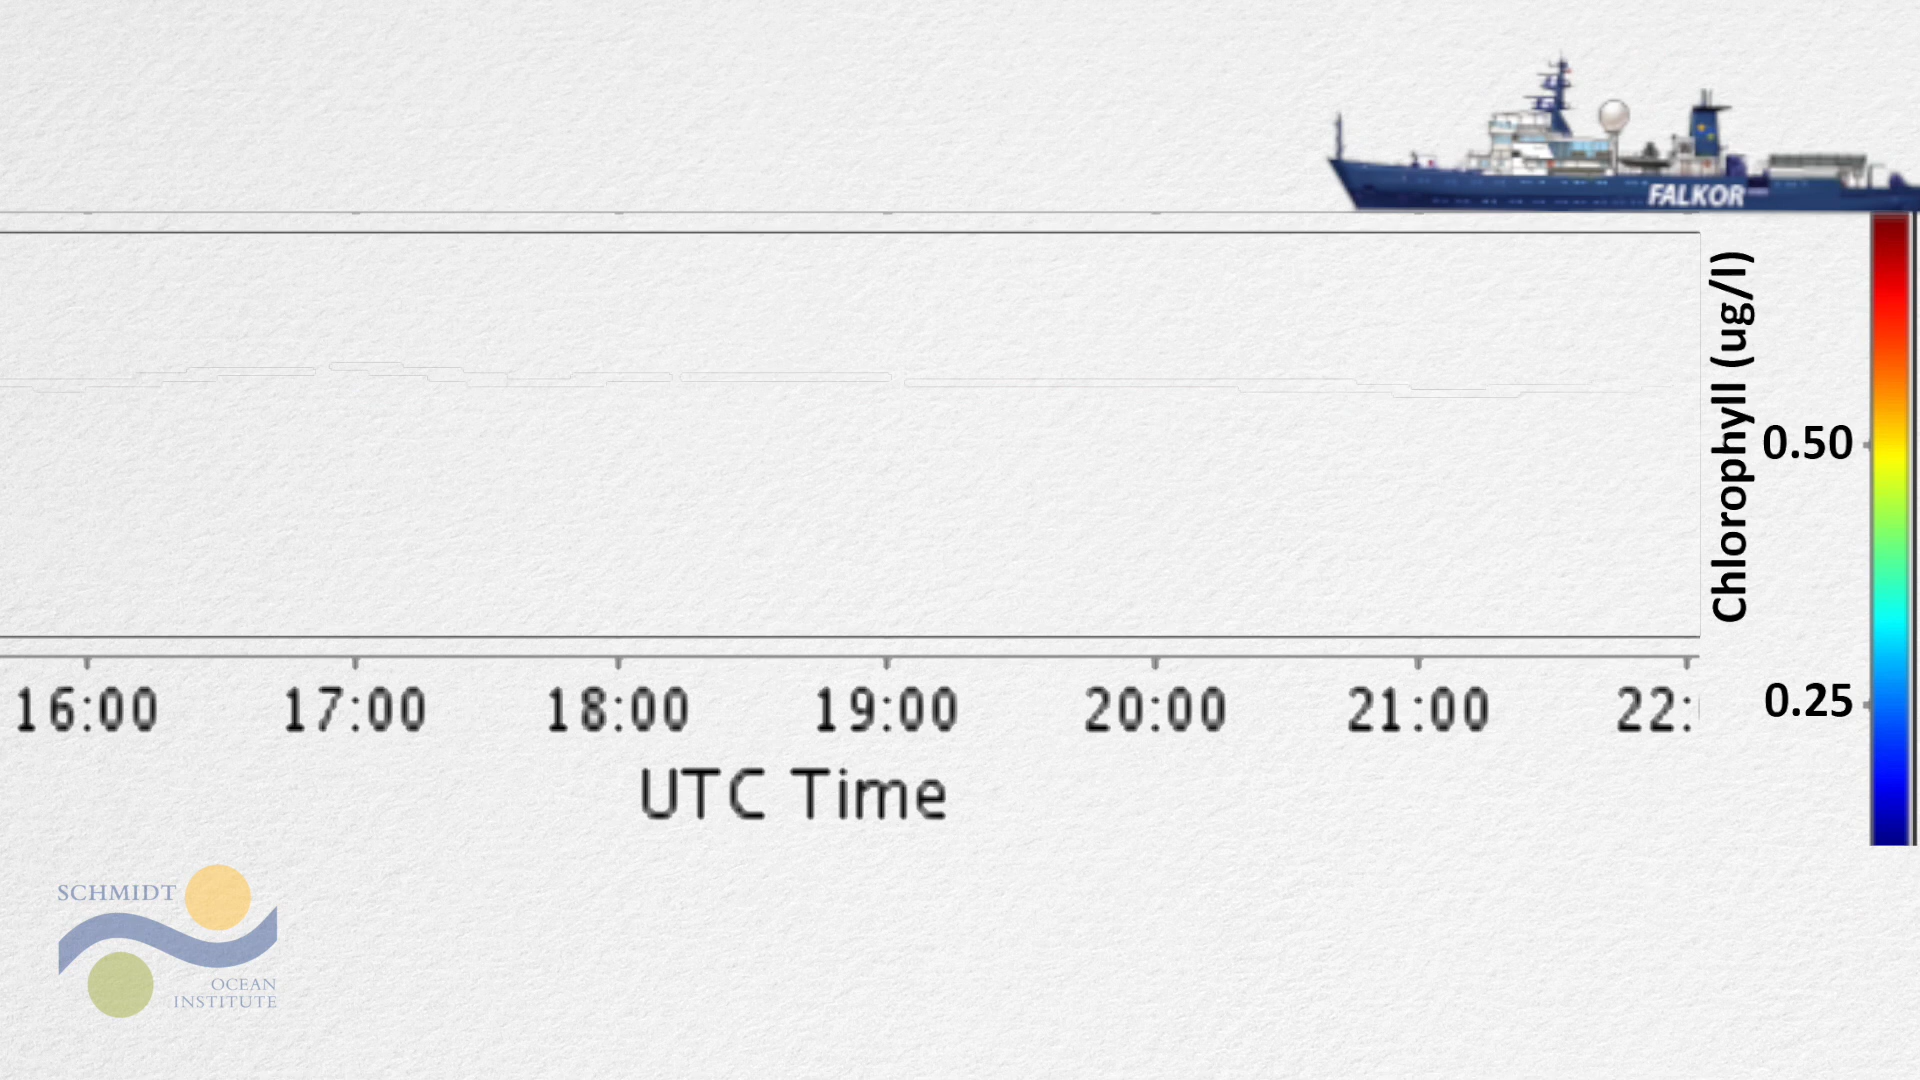 FALKOR
Chlorophyll (ug/l)
0.50
0.25
16:00 17:00 18:00 19:00 20:00 21:00 22:
UTC Time
SCHMIDT
OCEAN
INSTITUTE